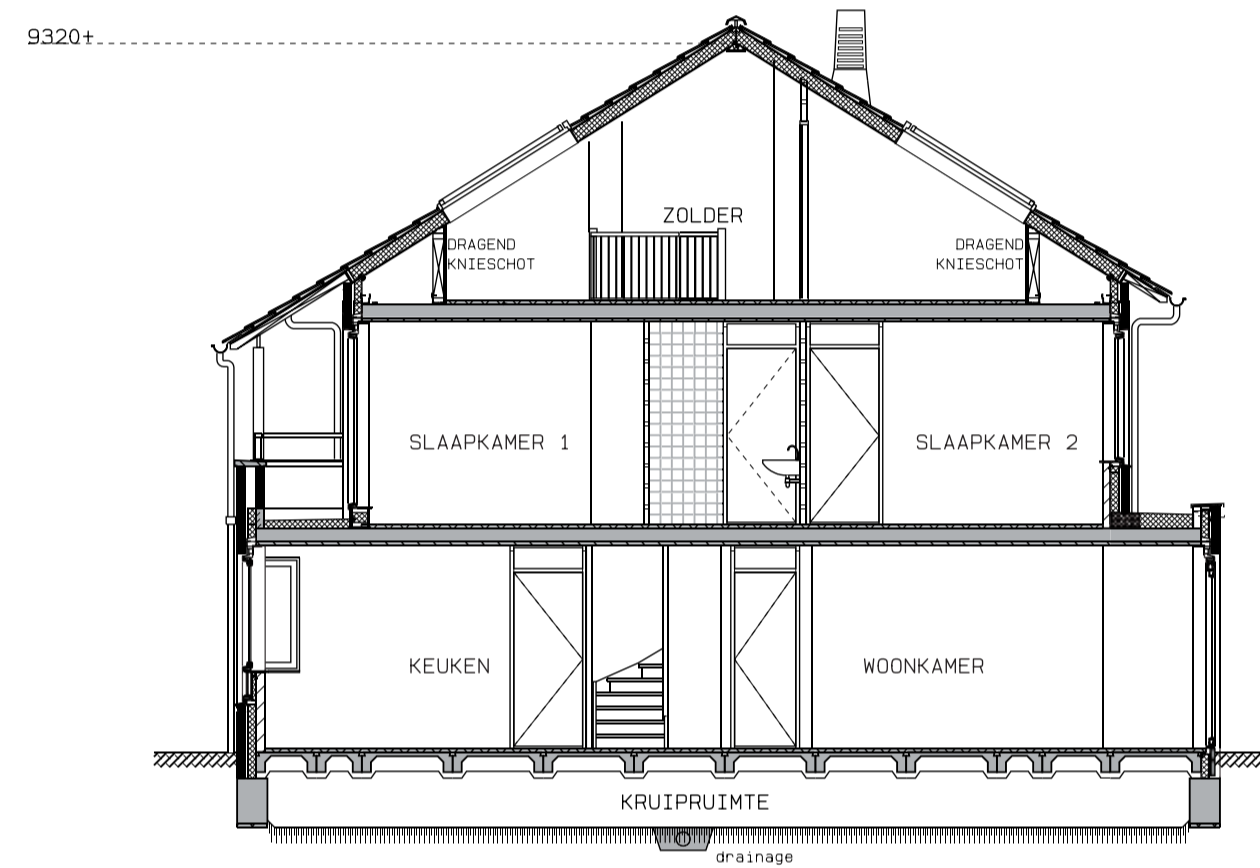 9320+
ZOLDER
DRAGEND
KNIESCHOT
DRAGEND
KNIESCHOT
SLAAPKAMER 1
SLAAPKAMER 2
KEUKEN
WOONKAMER
KRUIPRUIMTE
drainage